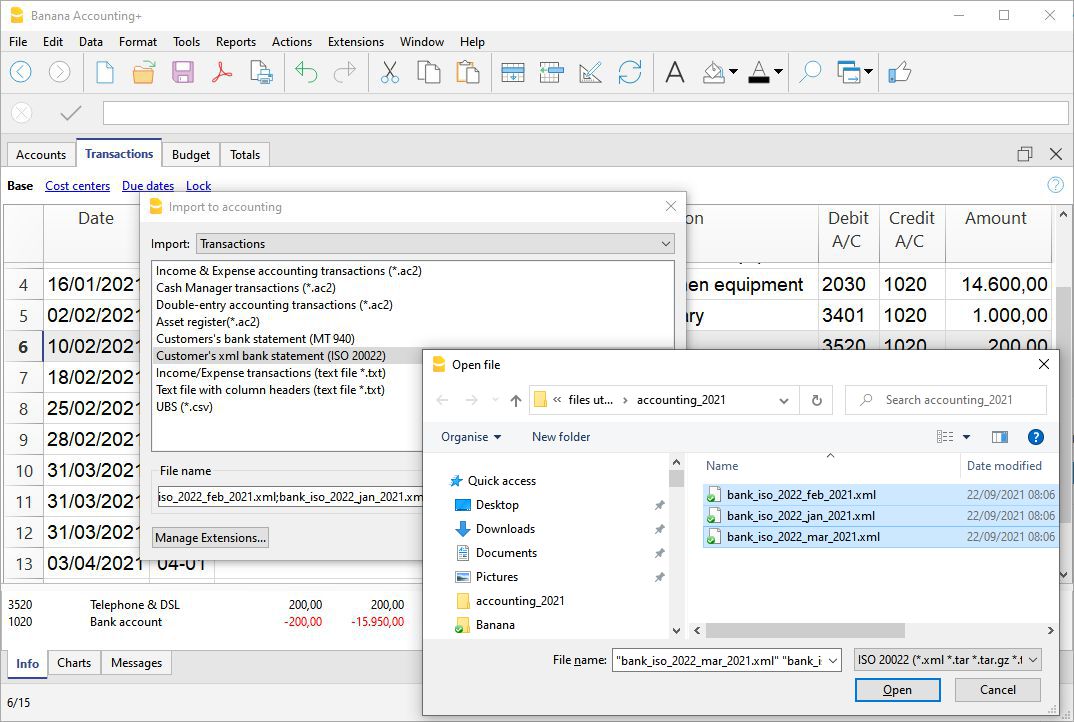 Banana Accounting+
File Edit Data Format Tools Reports Actions Extensions Window Help
Accounts Transactions Budget Totals
Base Cost centers Due dates Lock
Date Debit A/C Credit A/C Amount
4 16/01/2021 en equipment 2030 1020 14.600,00
5 02/02/2021 3401 1020 1.000,00
6 10/02/2021 3520 1020 200,00
7 18/02/2021
8 25/02/2021
9 28/02/2021
10 31/03/2021
11 31/03/2021
12 31/03/2021
13 03/04/2021 04-01
Import to accounting
Import: Transactions
Income & Expense accounting transactions (*.ac2)
Cash Manager transactions (*.ac2)
Double-entry accounting transactions (*.ac2)
Asset register(*.ac2)
Customers's bank statement (MT 940)
Customer's xml bank statement (ISO 20022)
Income/Expense transactions (text file *.txt)
Text file with column headers (text file *.txt)
UBS (*.csv)
File name
iso_2022_feb_2021.xml;bank_iso_2022_jan_2021.xm
Manage Extensions...
Open file
« files ut... › accounting_2021
Search accounting_2021
Organise New folder
Quick access
Desktop
Downloads
Documents
Pictures
accounting_2021
Banana
Name Date modified
bank_iso_2022_feb_2021.xml 22/09/2021 08:06
bank_iso_2022_jan_2021.xml 22/09/2021 08:06
bank_iso_2022_mar_2021.xml 22/09/2021 08:06
File name: "bank_iso_2022_mar_2021.xml" "bank_i ISO 20022 (*.xml *.tar *.tar.gz *.t
Open Cancel
3520 Telephone & DSL 200,00 200,00
1020 Bank account -200,00 -15.950,00
Info Charts Messages
6/15